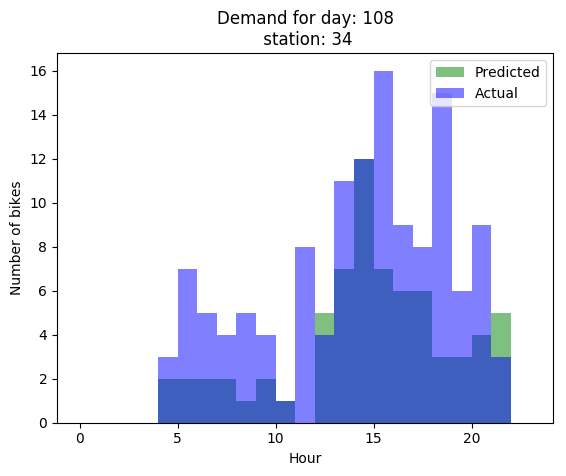 Demand for day: 108
station: 34
Predicted
Actual
Number of bikes
16
14
12
10
8
6
4
2
0
0 5 10 15 20
Hour